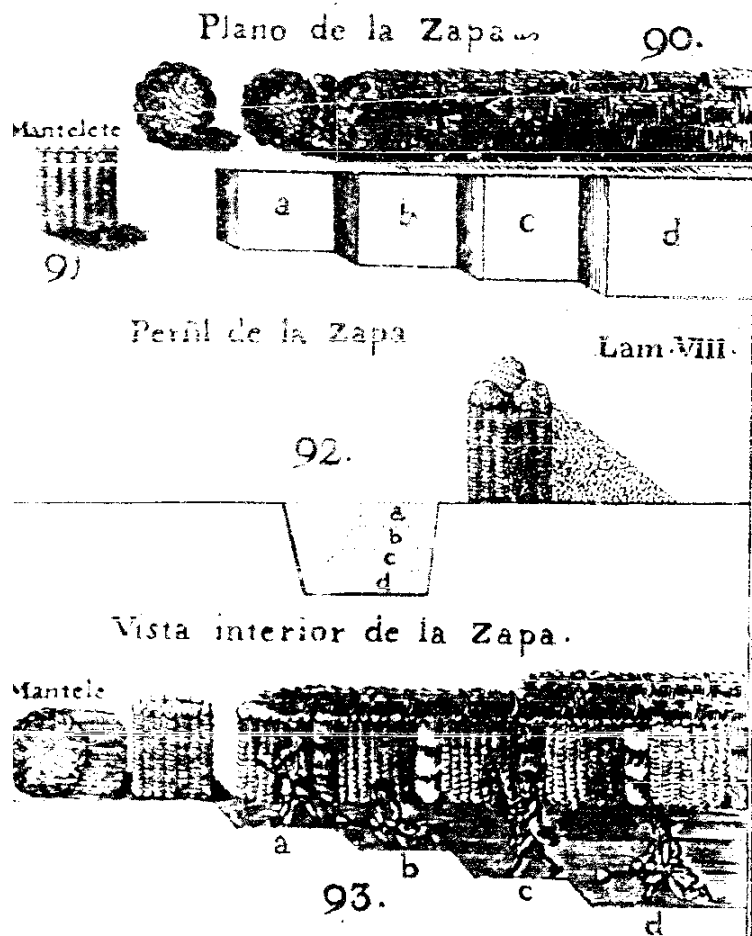 Plano de la Zapa
90.
Mantelete
91
a b c d
Perfil de la Zapa
Lam. VIII.
92.
a
b
c
d
Vista interior de la Zapa.
Mantele
a
b
c
d
93.